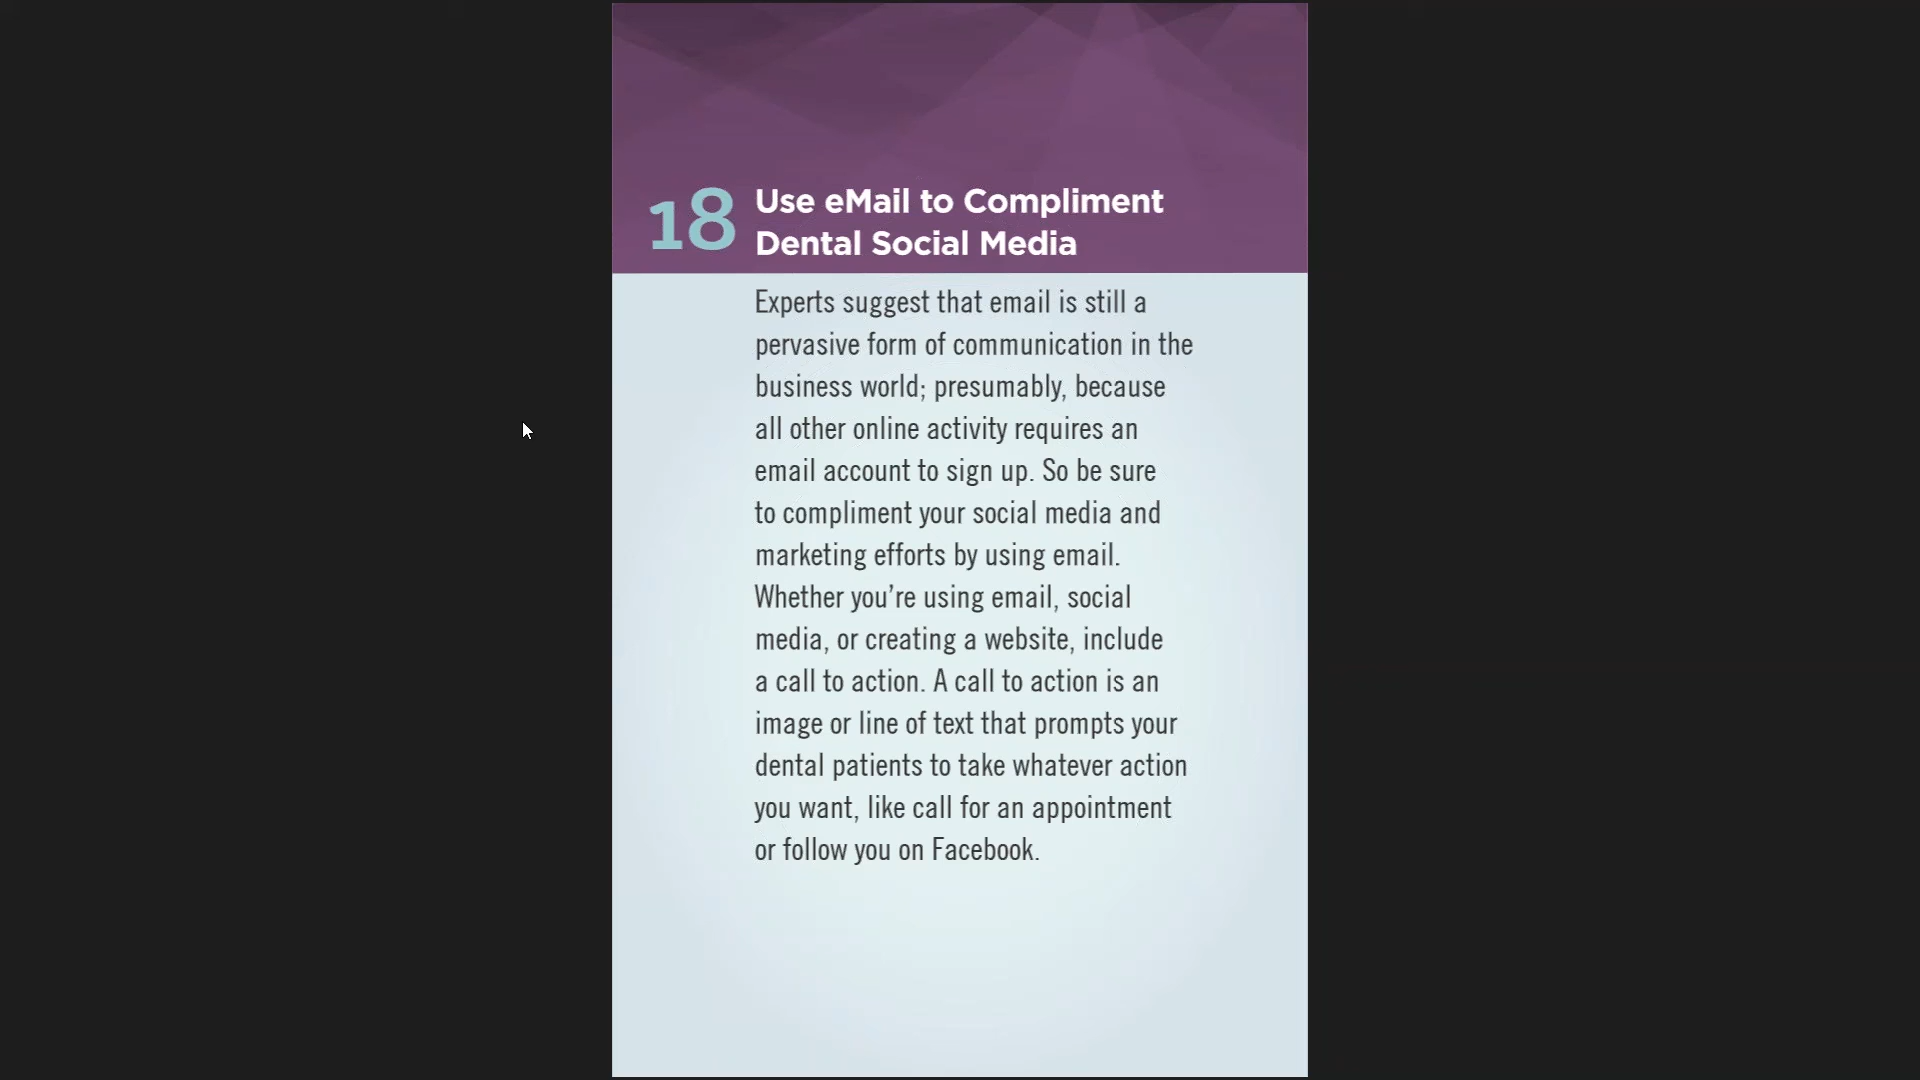 18
Use eMail to Compliment
Dental Social Media
Experts suggest that email is still a
pervasive form of communication in the
business world; presumably, because
all other online activity requires an
email account to sign up. So be sure
to compliment your social media and
marketing efforts by using email.
Whether you’re using email, social
media, or creating a website, include
a call to action. A call to action is an
image or line of text that prompts your
dental patients to take whatever action
you want, like call for an appointment
or follow you on Facebook.